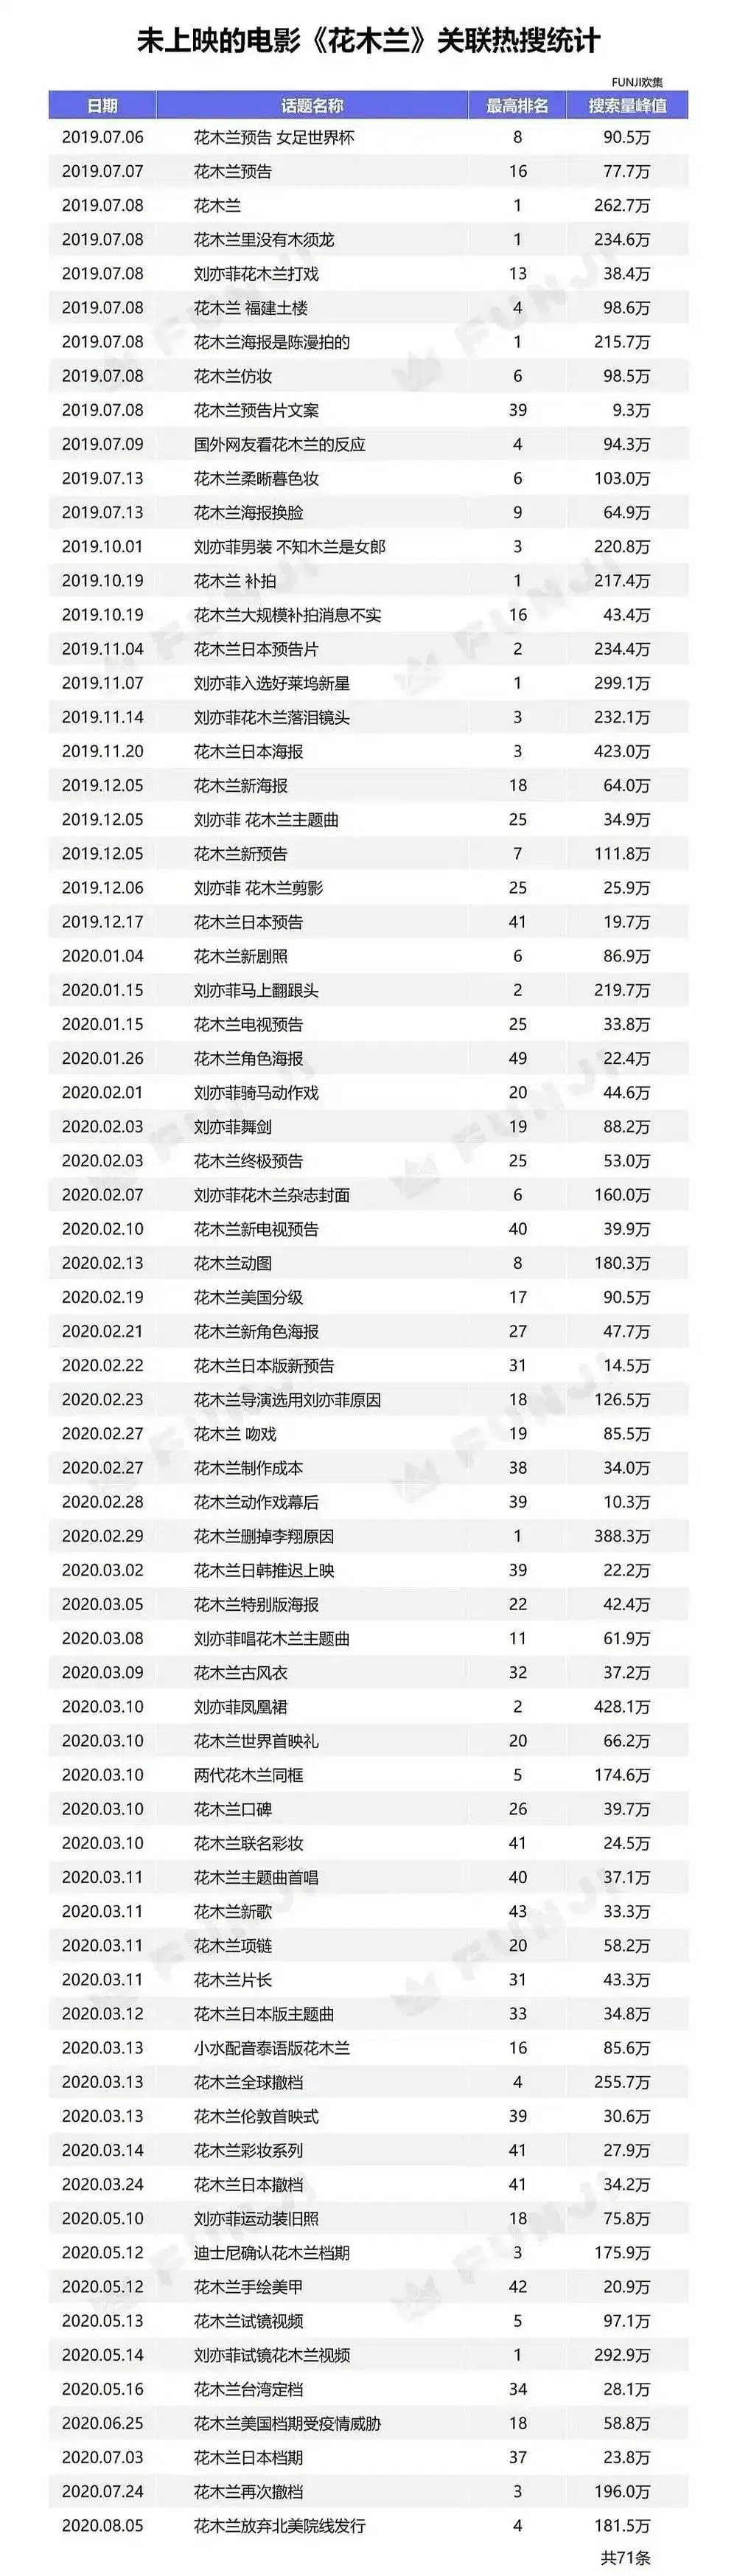 未上映的电影《花木兰》关联热搜统计
FUNJI欢集
日期 话题名称 最高排名 搜索量峰值
2019.07.06 花木兰预告 女足世界杯 8 90.5万
2019.07.07 花木兰预告 16 77.7万
2019.07.08 花木兰 1 262.7万
2019.07.08 花木兰里没有木须龙 1 234.6万
2019.07.08 刘亦菲花木兰打戏 13 38.4万
2019.07.08 花木兰 福建土楼 4 98.6万
2019.07.08 花木兰海报是陈漫拍的 1 215.7万
2019.07.08 花木兰仿妆 6 98.5万
2019.07.08 花木兰预告片文案 39 9.3万
2019.07.09 国外网友看花木兰的反应 4 94.3万
2019.07.13 花木兰柔晰暮色妆 6 103.0万
2019.07.13 花木兰海报换脸 9 64.9万
2019.10.01 刘亦菲男装 不知木兰是女郎 3 220.8万
2019.10.19 花木兰 补拍 1 217.4万
2019.10.19 花木兰大规模补拍消息不实 16 43.4万
2019.11.04 花木兰日本预告片 2 234.4万
2019.11.07 刘亦菲入选好莱坞新星 1 299.1万
2019.11.14 刘亦菲花木兰落泪镜头 3 232.1万
2019.11.20 花木兰日本海报 3 423.0万
2019.12.05 花木兰新海报 18 64.0万
2019.12.05 刘亦菲 花木兰主题曲 25 34.9万
2019.12.05 花木兰新预告 7 111.8万
2019.12.06 刘亦菲 花木兰剪影 25 25.9万
2019.12.17 花木兰日本预告 41 19.7万
2020.01.04 花木兰新剧照 6 86.9万
2020.01.15 刘亦菲马上翻跟头 2 219.7万
2020.01.15 花木兰电视预告 25 33.8万
2020.01.26 花木兰角色海报 49 22.4万
2020.02.01 刘亦菲骑马动作戏 20 44.6万
2020.02.03 刘亦菲舞剑 19 88.2万
2020.02.03 花木兰终极预告 25 53.0万
2020.02.07 刘亦菲花木兰杂志封面 6 160.0万
2020.02.10 花木兰新电视预告 40 39.9万
2020.02.13 花木兰动图 8 180.3万
2020.02.19 花木兰美国分级 17 90.5万
2020.02.21 花木兰新角色海报 27 47.7万
2020.02.22 花木兰日本版新预告 31 14.5万
2020.02.23 花木兰导演选用刘亦菲原因 18 126.5万
2020.02.27 花木兰 吻戏 19 85.5万
2020.02.27 花木兰制作成本 38 34.0万
2020.02.28 花木兰动作戏幕后 39 10.3万
2020.02.29 花木兰删掉李翔原因 1 388.3万
2020.03.02 花木兰日韩推迟上映 39 22.2万
2020.03.05 花木兰特别版海报 22 42.4万
2020.03.08 刘亦菲唱花木兰主题曲 11 61.9万
2020.03.09 花木兰古风衣 32 37.2万
2020.03.10 刘亦菲凤凰裙 2 428.1万
2020.03.10 花木兰世界首映礼 20 66.2万
2020.03.10 两代花木兰同框 5 174.6万
2020.03.10 花木兰口碑 26 39.7万
2020.03.10 花木兰联名彩妆 41 24.5万
2020.03.11 花木兰主题曲首唱 40 37.1万
2020.03.11 花木兰新歌 43 33.3万
2020.03.11 花木兰项链 20 58.2万
2020.03.11 花木兰片长 31 43.3万
2020.03.12 花木兰日本版主题曲 33 34.8万
2020.03.13 小水配音泰语版花木兰 16 85.6万
2020.03.13 花木兰全球撤档 4 255.7万
2020.03.13 花木兰伦敦首映式 39 30.6万
2020.03.14 花木兰彩妆系列 41 27.9万
2020.03.24 花木兰日本撤档 41 34.2万
2020.05.10 刘亦菲运动装旧照 18 75.8万
2020.05.12 迪士尼确认花木兰档期 3 175.9万
2020.05.12 花木兰手绘美甲 42 20.9万
2020.05.13 花木兰试镜视频 5 97.1万
2020.05.14 刘亦菲试镜花木兰视频 1 292.9万
2020.05.16 花木兰台湾定档 34 28.1万
2020.06.25 花木兰美国档期受疫情威胁 18 58.8万
2020.07.03 花木兰日本档期 37 23.8万
2020.07.24 花木兰再次撤档 3 196.0万
2020.08.05 花木兰放弃北美院线发行 4 181.5万
共71条